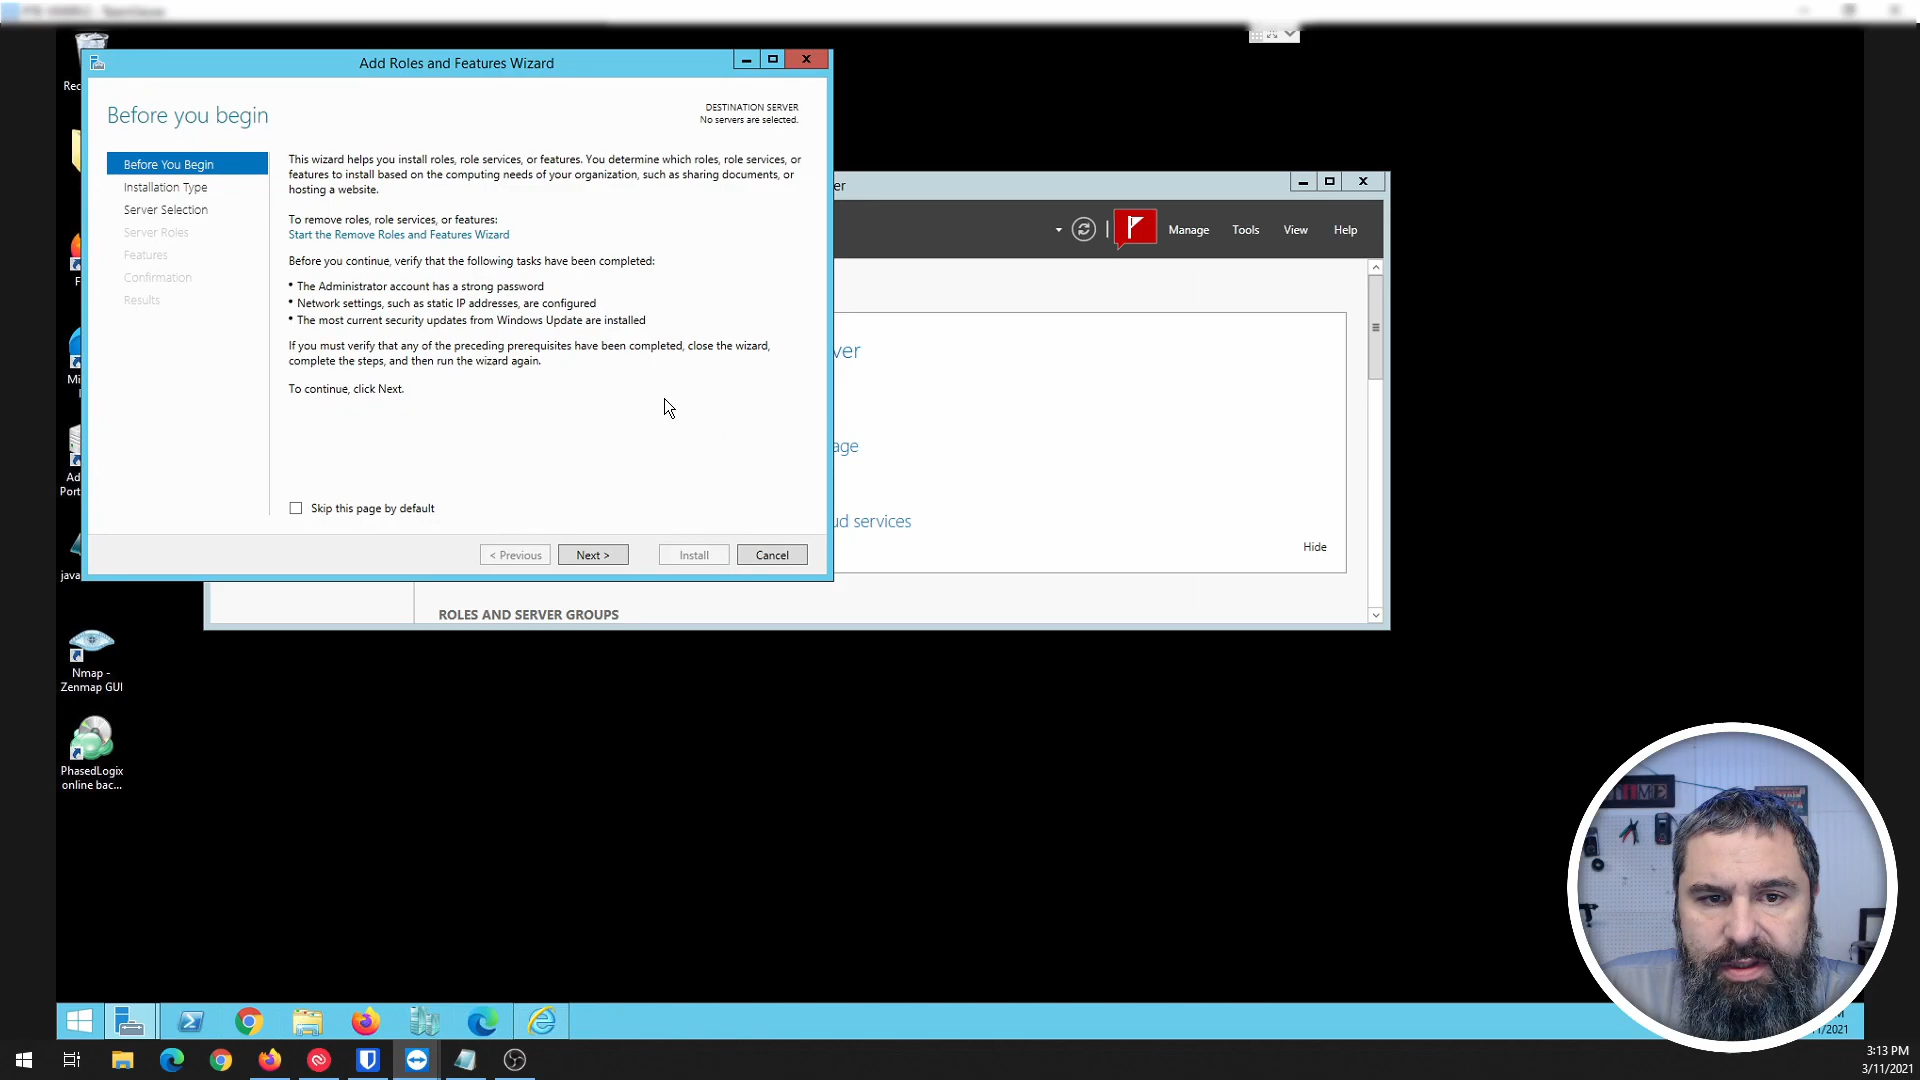 Rec
Add Roles and Features Wizard
Before you begin
DESTINATION SERVER
No servers are selected.
Before You Begin
Installation Type
Server Selection
Server Roles
Features
Confirmation
Results
This wizard helps you install roles, role services, or features. You determine which roles, role services, or
features to install based on the computing needs of your organization, such as sharing documents, or
hosting a website.
To remove roles, role services, or features:
Start the Remove Roles and Features Wizard
Before you continue, verify that the following tasks have been completed:
• The Administrator account has a strong password
• Network settings, such as static IP addresses, are configured
• The most current security updates from Windows Update are installed
If you must verify that any of the preceding prerequisites have been completed, close the wizard,
complete the steps, and then run the wizard again.
To continue, click Next.
Skip this page by default
< Previous
Next >
Install
Cancel
er
Manage
Tools
View
Help
ver
age
ud services
Hide
ROLES AND SERVER GROUPS
F
Mi
Ad
Port
java
Nmap -
Zenmap GUI
PhasedLogix
online bac...
TIME
M
11/2021
3:13 PM
3/11/2021